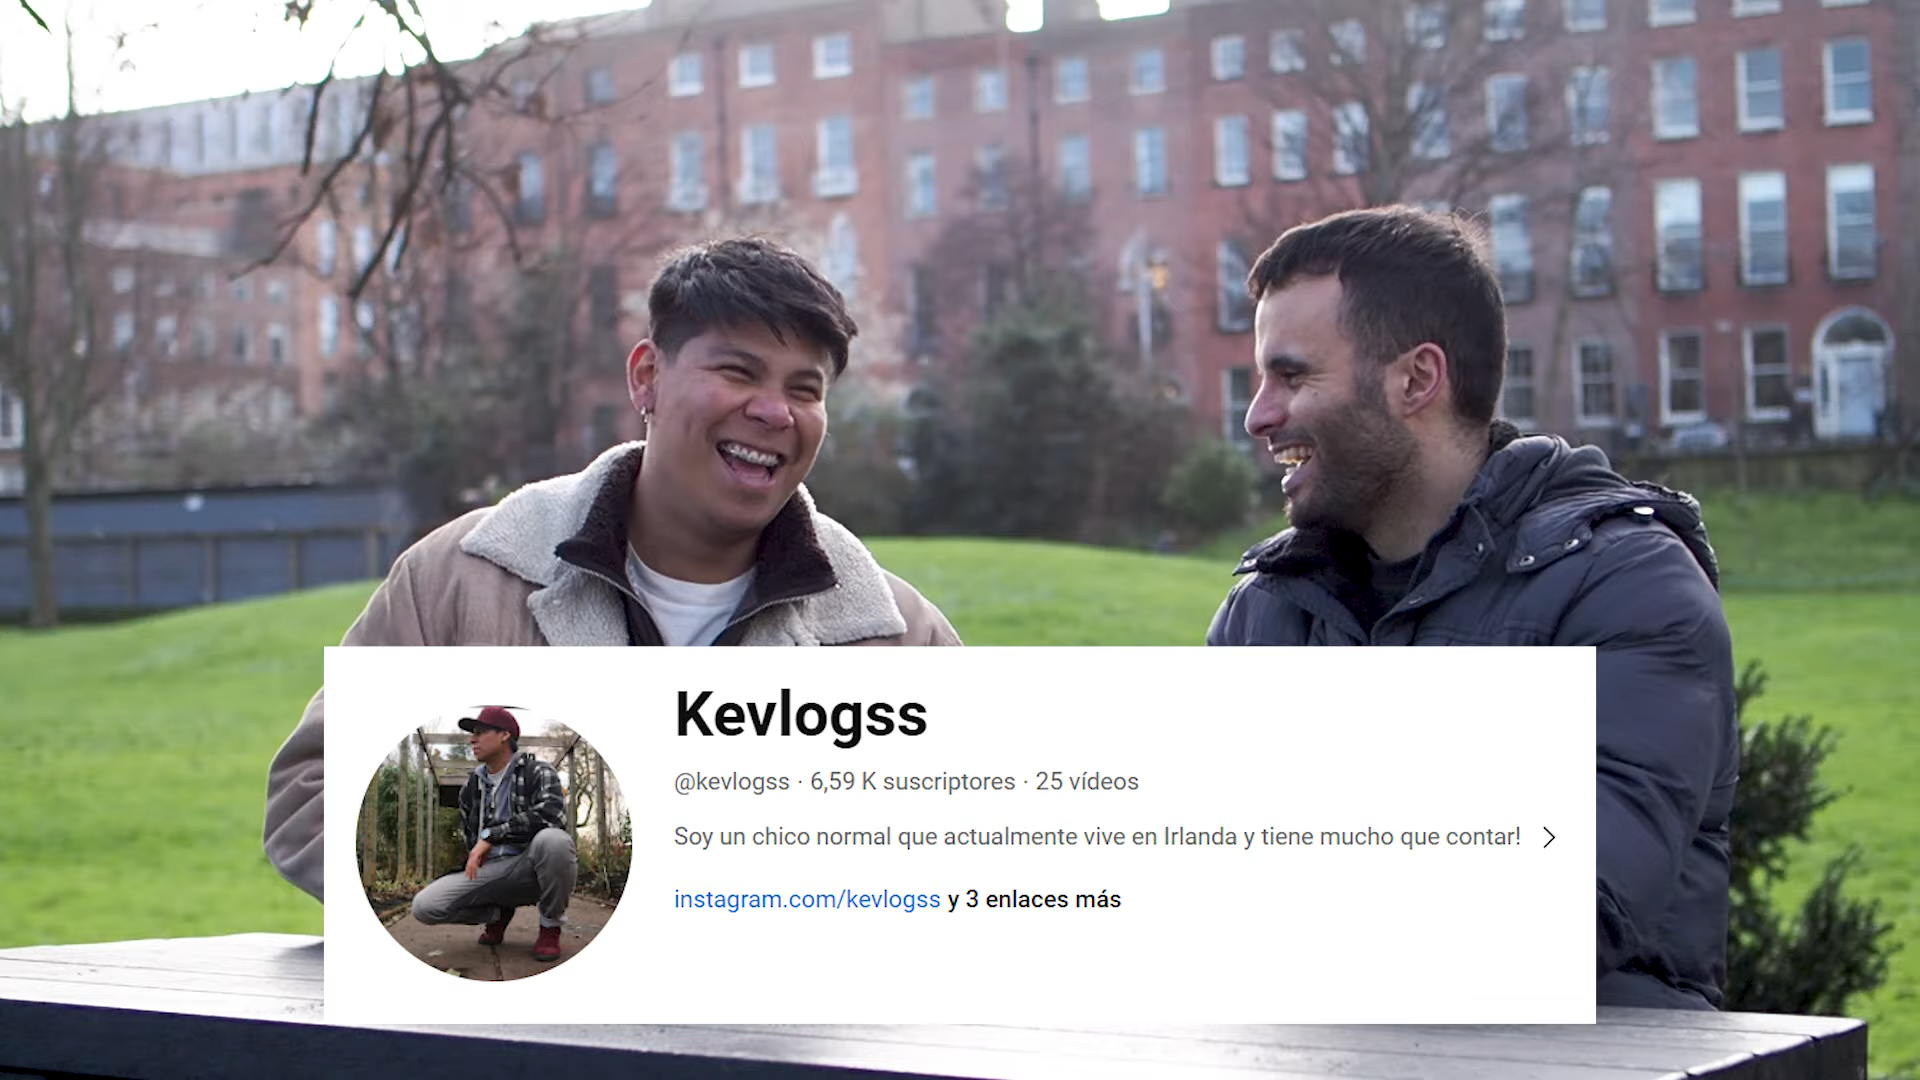 Kevlogss
@kevlogss · 6,59 K suscriptores · 25 vídeos
Soy un chico normal que actualmente vive en Irlanda y tiene mucho que contar!
instagram.com/kevlogss y 3 enlaces más